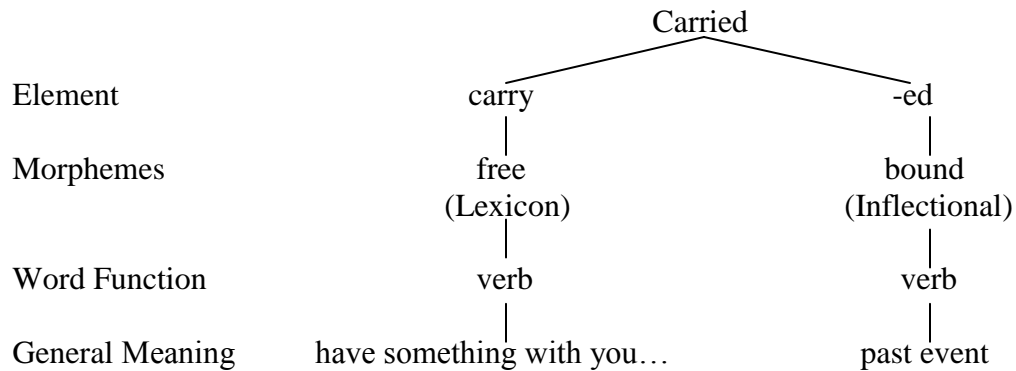 Carried
Element carry -ed
Morphemes free bound
(Lexicon) (Inflectional)
Word Function verb verb
General Meaning have something with you… past event